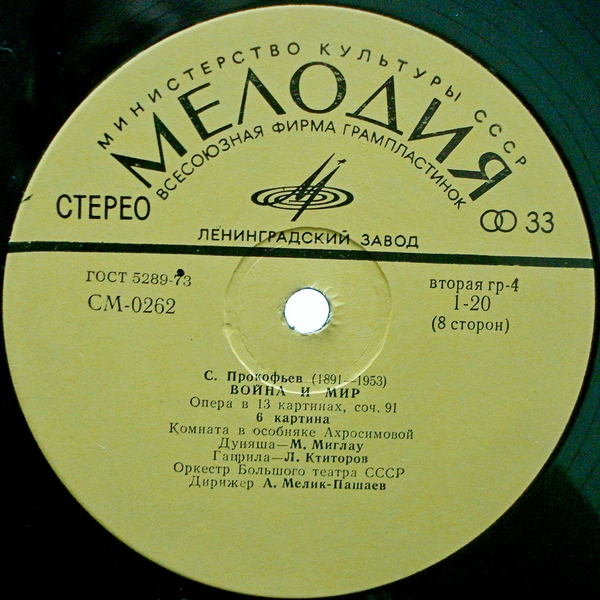 МИНИСТЕРСТВО КУЛЬТУРЫ СССР
МЕЛОДИЯ
ВСЕСОЮЗНАЯ ФИРМА ГРАМПЛАСТИНОК
СТЕРЕО
33
ЛЕНИНГРАДСКИЙ ЗАВОД
ГОСТ 5289-73
СМ-0262
вторая гр-4
1-20
(8 сторон)
С. Прокофьев (1891—1953)
ВОЙНА И МИР
Опера в 13 картинах, соч. 91
6 картина
Комната в особняке Ахросимовой
Дуняша—М. Миглау
Гаврила—Л. Ктиторов
Оркестр Большого театра СССР
Дирижер А. Мелик-Пашаев